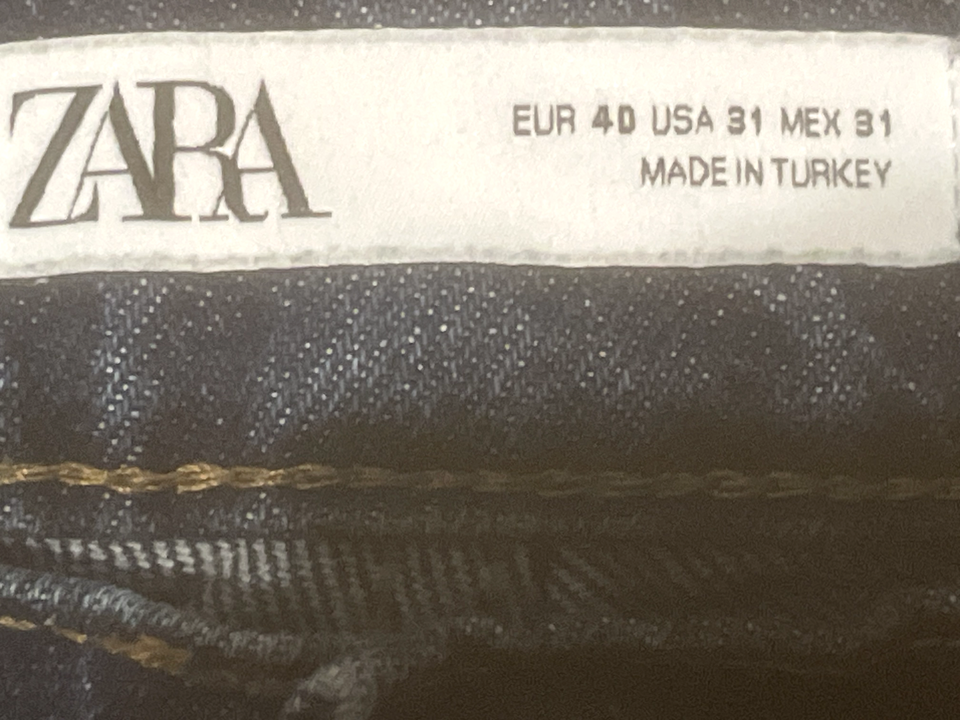 ZARA
EUR 40 USA 31 MEX 31
MADE IN TURKEY